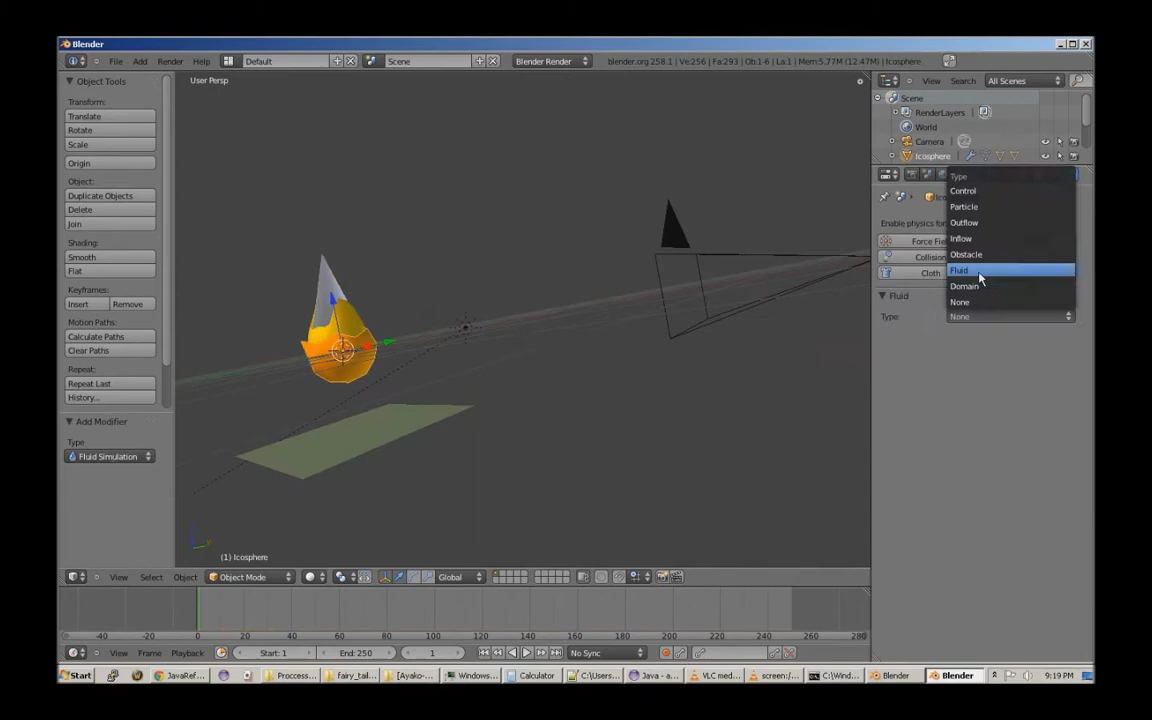 Blender
File Add Render Help Default Scene Blender Render blender.org 258.1 | Ve:256 | Fa:293 | Ob:1-6 | La:1 | Mem:5.77M (12.47M) | Icosphere
Object Tools
Transform:
Translate
Rotate
Scale
Origin
Object:
Duplicate Objects
Delete
Join
Shading:
Smooth
Flat
Keyframes:
Insert Remove
Motion Paths:
Calculate Paths
Clear Paths
Repeat:
Repeat Last
History...
Add Modifier
Type
Fluid Simulation
User Persp
(1) Icosphere
View Search All Scenes
Scene
RenderLayers
World
Camera
Icosphere
Type
Control
Particle
Outflow
Inflow
Obstacle
Fluid
Domain
None
Enable physics for
Force Fiel
Collision
Cloth
Fluid
Type: None
View Select Object Object Mode Global
-40 -20 0 20 40 60 80 100 120 140 160 180 200 220 240 260 280
View Frame Playback Start: 1 End: 250 1 No Sync
Start JavaRef... Proccess... fairy_tail... [Ayako-... Windows... Calculator C:\Users... Java - a... VLC med... screen:/... C:\Wind... Blender Blender 9:19 PM